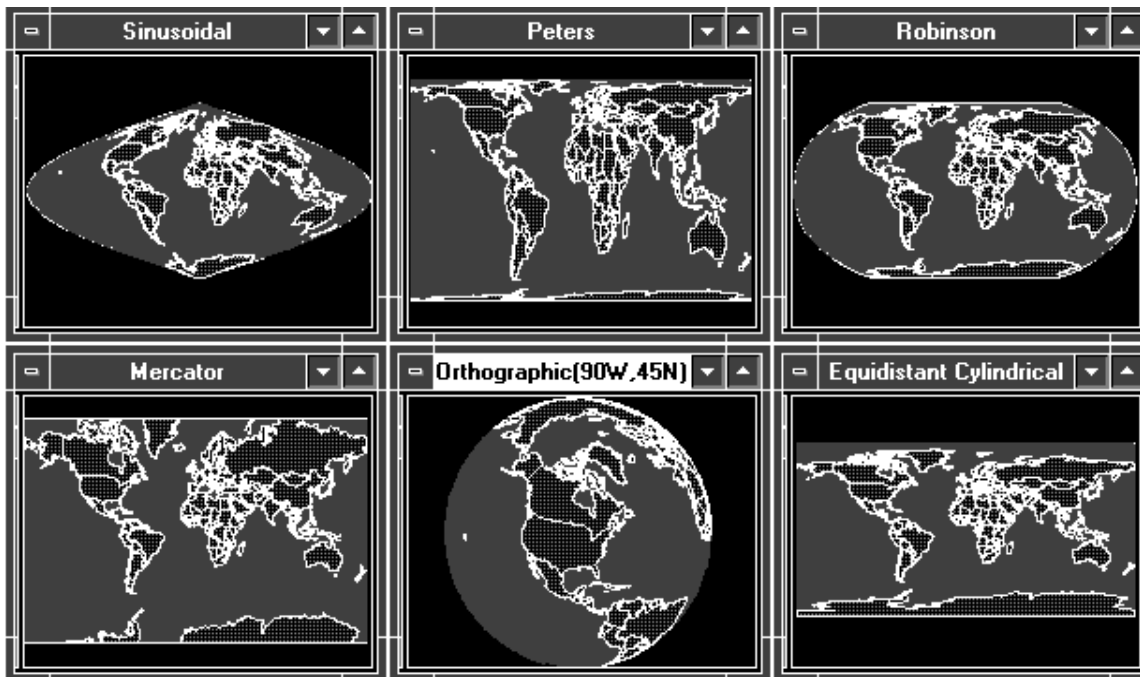 Sinusoidal
Peters
Robinson
Mercator
Orthographic(90W,45N)
Equidistant Cylindrical